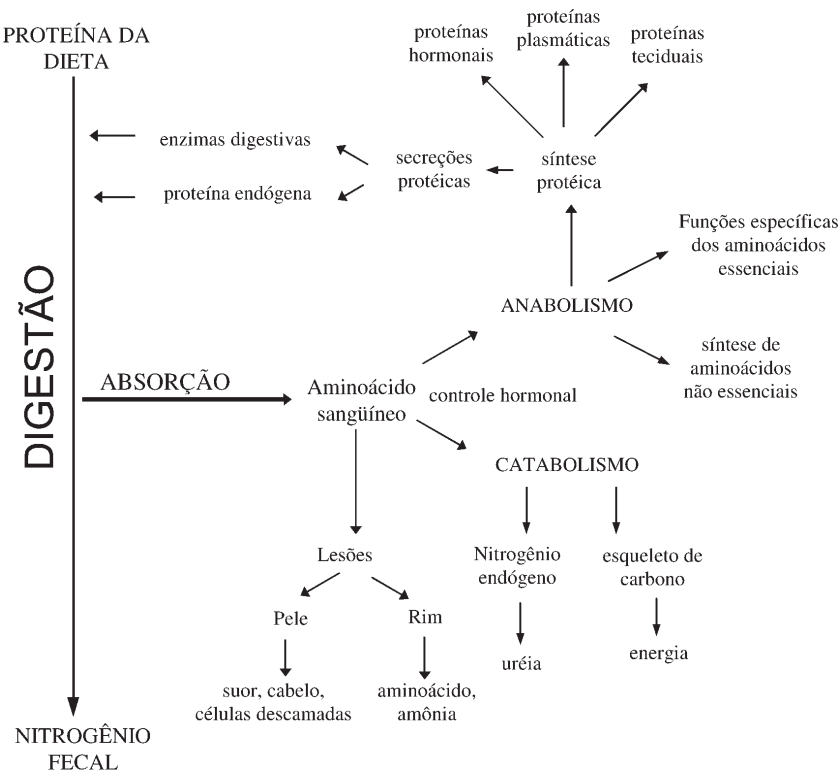 PROTEÍNA DA
DIETA
proteínas
hormonais
proteínas
plasmáticas
proteínas
teciduais
enzimas digestivas
proteína endógena
secreções
protéicas
síntese
protéica
Funções específicas
dos aminoácidos
essenciais
ANABOLISMO
síntese de
aminoácidos
não essenciais
DIGESTÃO
ABSORÇÃO
Aminoácido
sangüíneo
controle hormonal
CATABOLISMO
Lesões
Nitrogênio
endógeno
esqueleto de
carbono
Pele
Rim
uréia
energia
suor, cabelo,
células descamadas
aminoácido,
amônia
NITROGÊNIO
FECAL